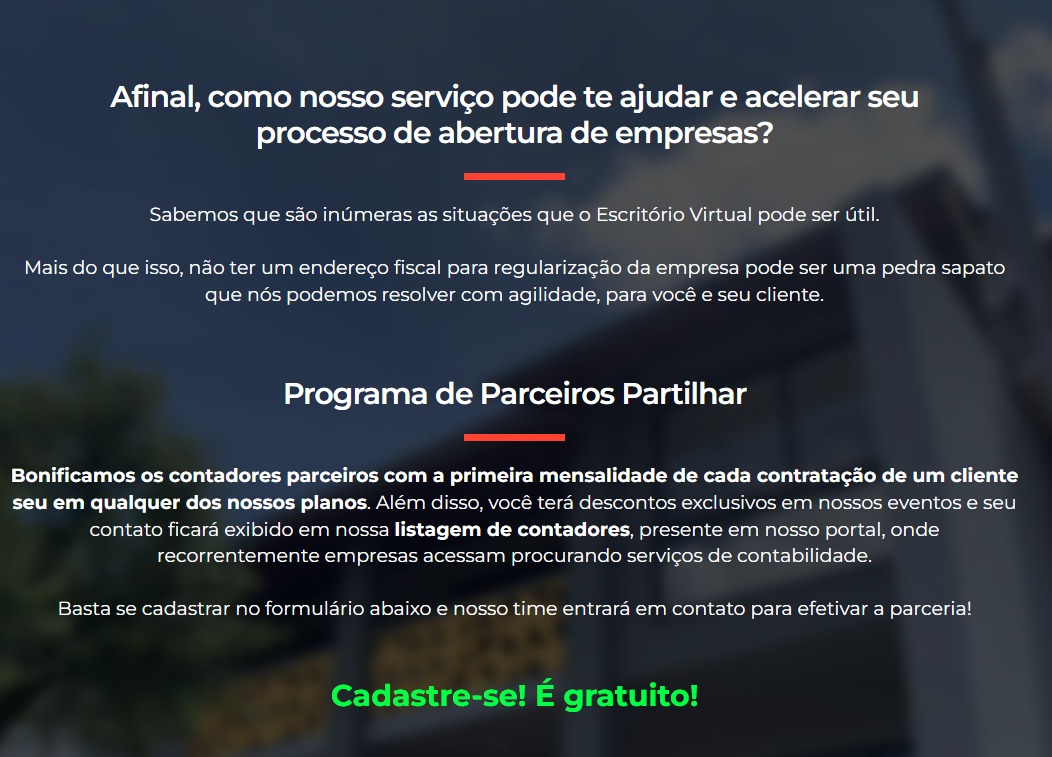 Afinal, como nosso serviço pode te ajudar e acelerar seu
processo de abertura de empresas?
Sabemos que são inúmeras as situações que o Escritório Virtual pode ser útil.
Mais do que isso, não ter um endereço fiscal para regularização da empresa pode ser uma pedra sapato
que nós podemos resolver com agilidade, para você e seu cliente.
Programa de Parceiros Partilhar
Bonificamos os contadores parceiros com a primeira mensalidade de cada contratação de um cliente
seu em qualquer dos nossos planos. Além disso, você terá descontos exclusivos em nossos eventos e seu
contato ficará exibido em nossa listagem de contadores, presente em nosso portal, onde
recorrentemente empresas acessam procurando serviços de contabilidade.
Basta se cadastrar no formulário abaixo e nosso time entrará em contato para efetivar a parceria!
Cadastre-se! É gratuito!